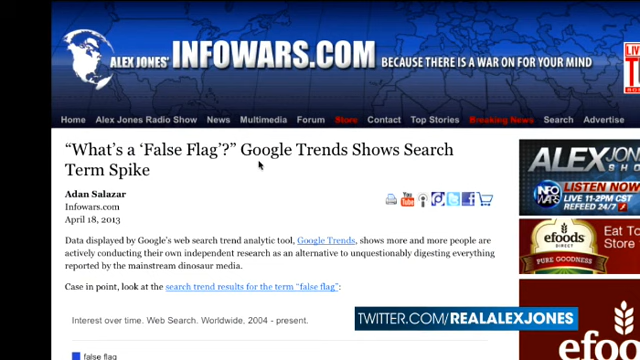 ALEX JONES' INFOWARS.COM BECAUSE THERE IS A WAR ON FOR YOUR MIND
Home Alex Jones Radio Show News Multimedia Forum Store Contact Top Stories Breaking News Search Advertise
“What’s a ‘False Flag’?” Google Trends Shows Search
Term Spike
Adan Salazar
Infowars.com
April 18, 2013
Data displayed by Google's web search trend analytic tool, Google Trends, shows more and more people are
actively conducting their own independent research as an alternative to unquestionably digesting everything
reported by the mainstream dinosaur media.
Case in point, look at the search trend results for the term “false flag”:
Interest over time. Web Search. Worldwide, 2004 - present.
false flag
ALEX JONES
INFO WARS
LISTEN NOW
LIVE 11-2PM CST
REFEED 24/7
efoods
DIRECT
PURE GOODNESS
Eat To
Store
efoo
TWITTER.COM/REALALEXJONES